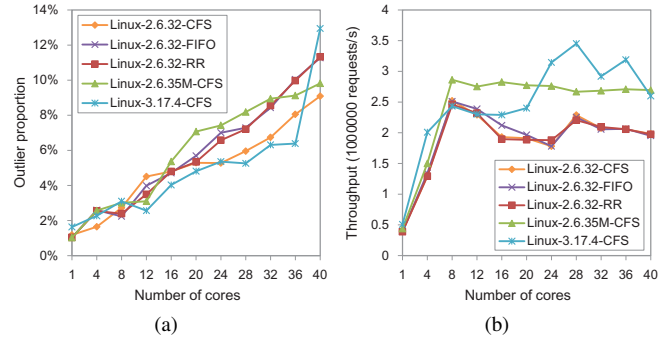 14%
12%
10%
8%
6%
4%
2%
0%
Outlier proportion
Linux-2.6.32-CFS
Linux-2.6.32-FIFO
Linux-2.6.32-RR
Linux-2.6.35M-CFS
Linux-3.17.4-CFS
1 4 8 12 16 20 24 28 32 36 40
Number of cores
(a)
4
3.5
3
2.5
2
1.5
1
0.5
0
Throughput (1000000 requests/s)
Linux-2.6.32-CFS
Linux-2.6.32-FIFO
Linux-2.6.32-RR
Linux-2.6.35M-CFS
Linux-3.17.4-CFS
1 4 8 12 16 20 24 28 32 36 40
Number of cores
(b)